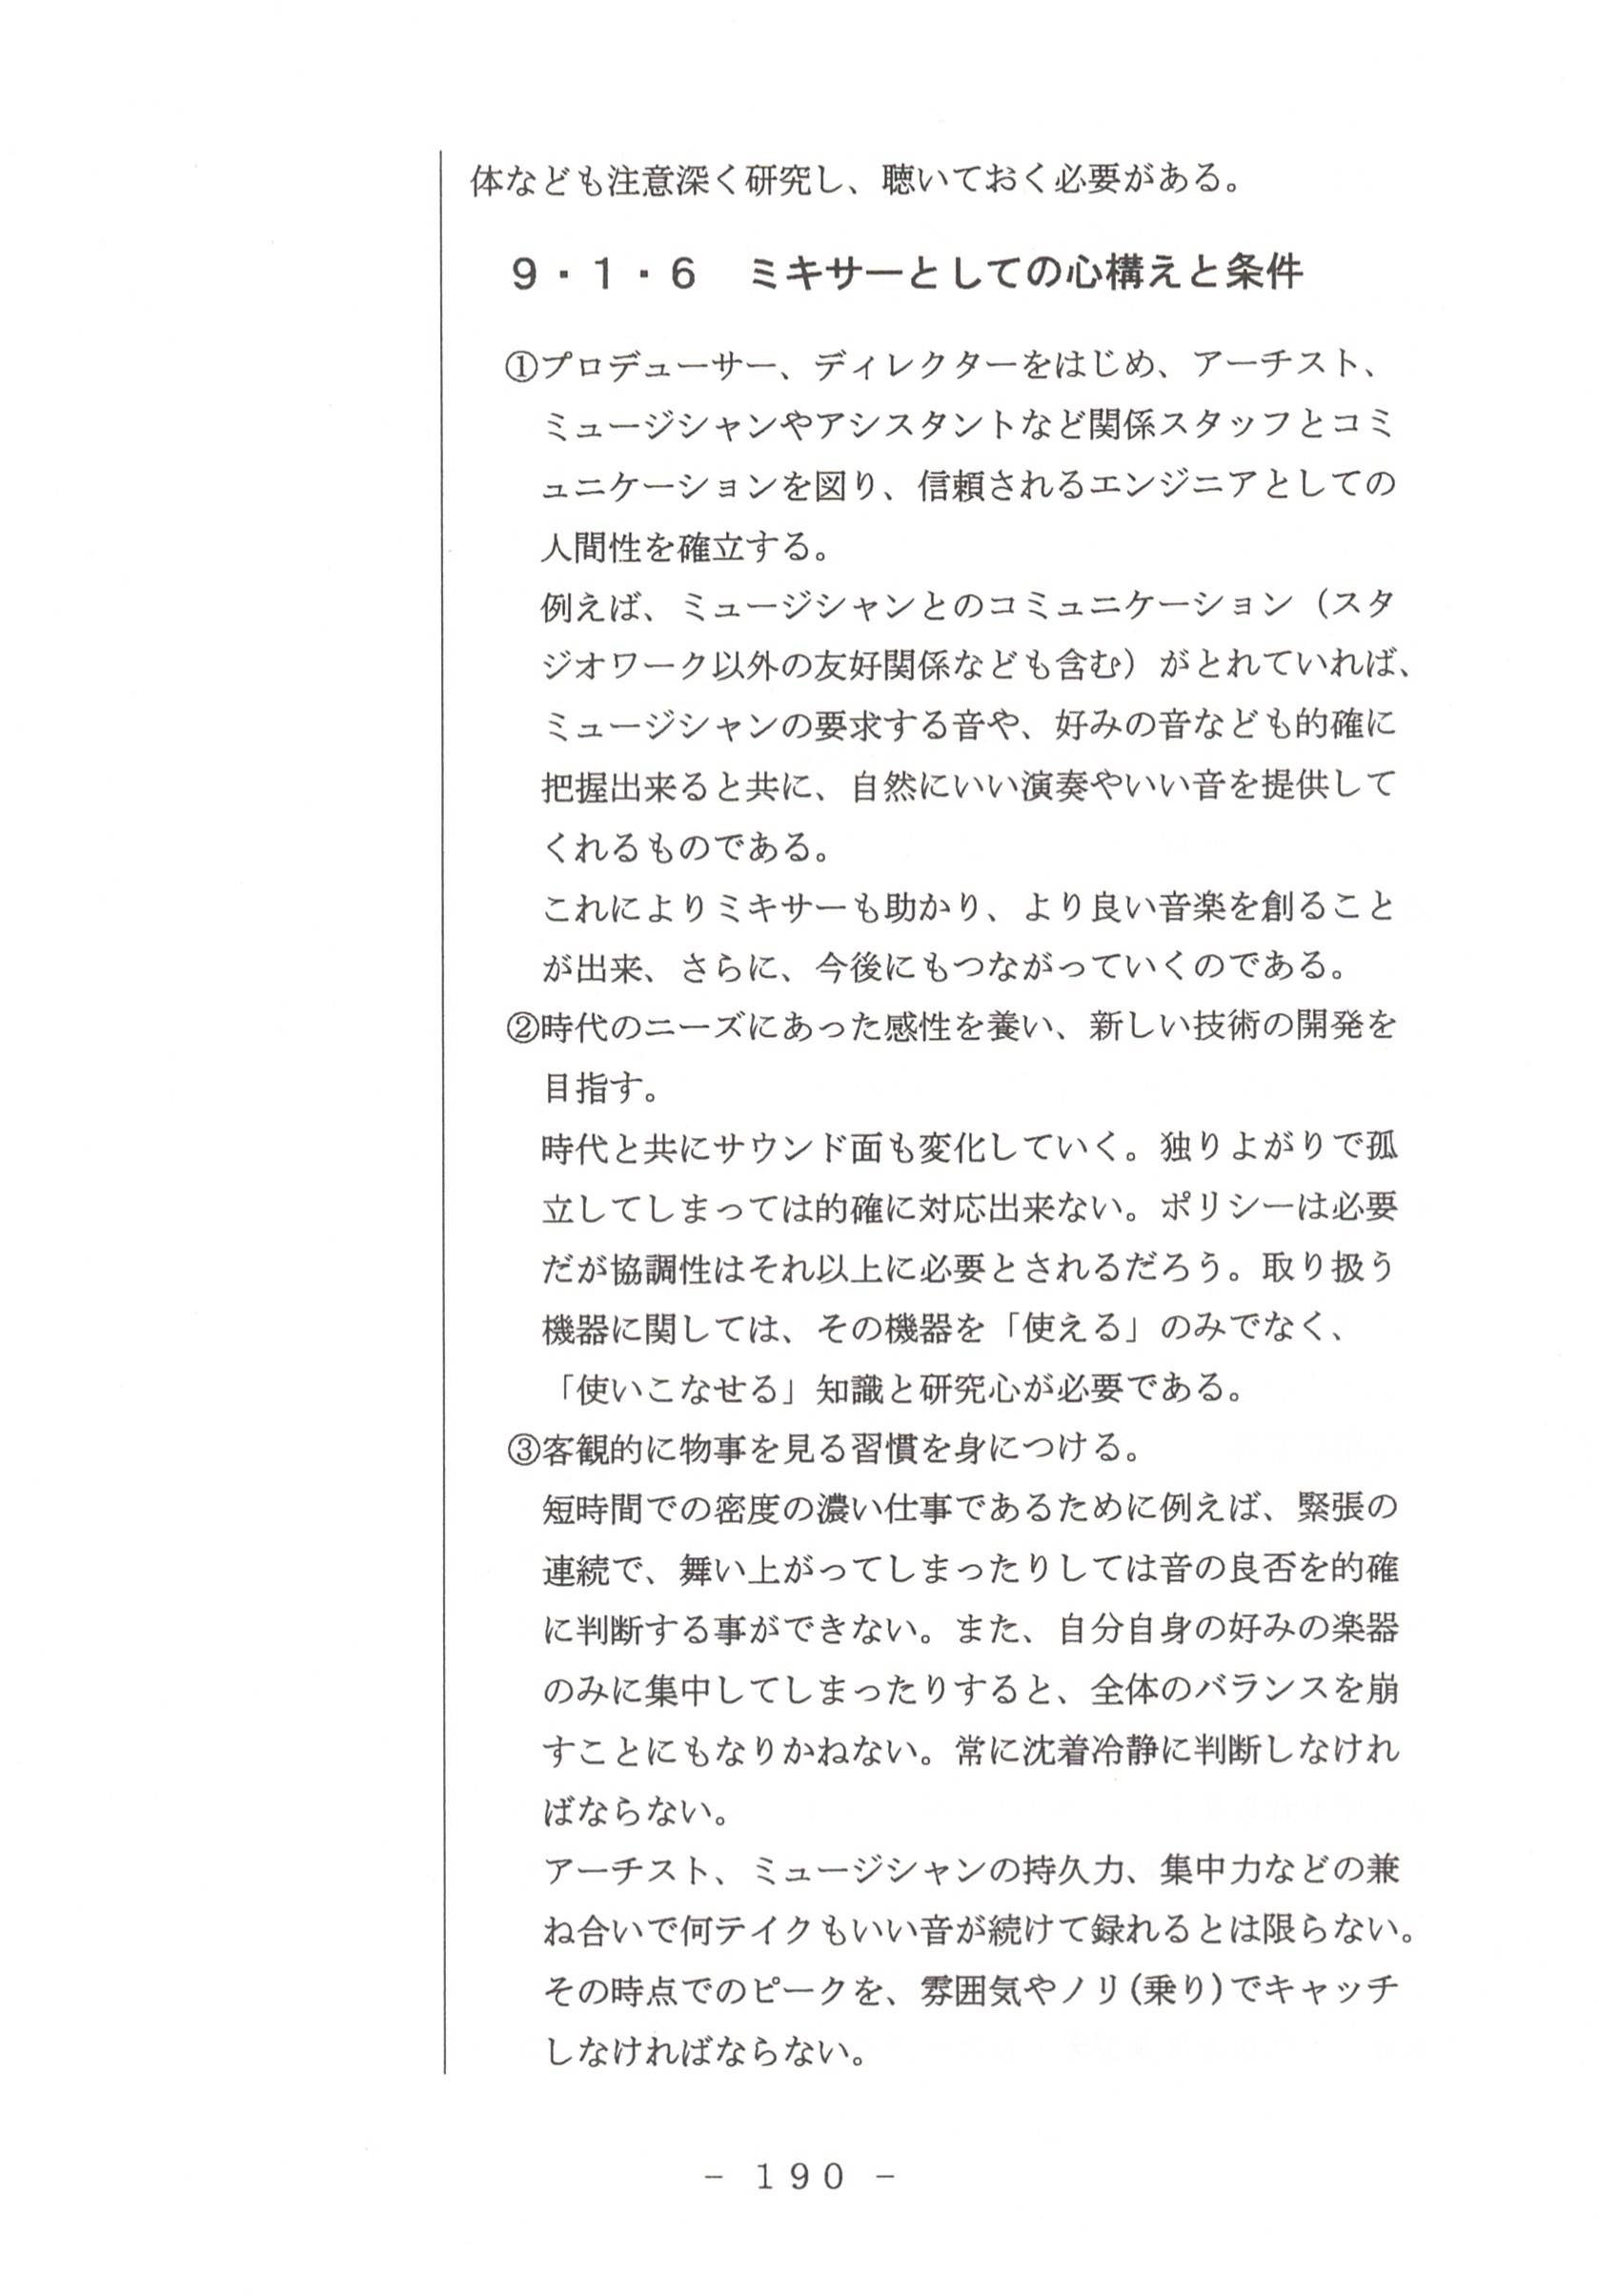 体なども注意深く研究し、聴いておく必要がある。
9・1・6　ミキサーとしての心構えと条件
①プロデューサー、ディレクターをはじめ、アーチスト、
ミュージシャンやアシスタントなど関係スタッフとコミ
ュニケーションを図り、信頼されるエンジニアとしての
人間性を確立する。
例えば、ミュージシャンとのコミュニケーション（スタ
ジオワーク以外の友好関係なども含む）がとれていれば、
ミュージシャンの要求する音や、好みの音なども的確に
把握出来ると共に、自然にいい演奏やいい音を提供して
くれるものである。
これによりミキサーも助かり、より良い音楽を創ること
が出来、さらに、今後にもつながっていくのである。
②時代のニーズにあった感性を養い、新しい技術の開発を
目指す。
時代と共にサウンド面も変化していく。独りよがりで孤
立してしまっては的確に対応出来ない。ポリシーは必要
だが協調性はそれ以上に必要とされるだろう。取り扱う
機器に関しては、その機器を「使える」のみでなく、
「使いこなせる」知識と研究心が必要である。
③客観的に物事を見る習慣を身につける。
短時間での密度の濃い仕事であるために例えば、緊張の
連続で、舞い上がってしまったりしては音の良否を的確
に判断する事ができない。また、自分自身の好みの楽器
のみに集中してしまったりすると、全体のバランスを崩
すことにもなりかねない。常に沈着冷静に判断しなけれ
ばならない。
アーチスト、ミュージシャンの持久力、集中力などの兼
ね合いで何テイクもいい音が続けて録れるとは限らない。
その時点でのピークを、雰囲気やノリ(乗り)でキャッチ
しなければならない。
－ 190 －